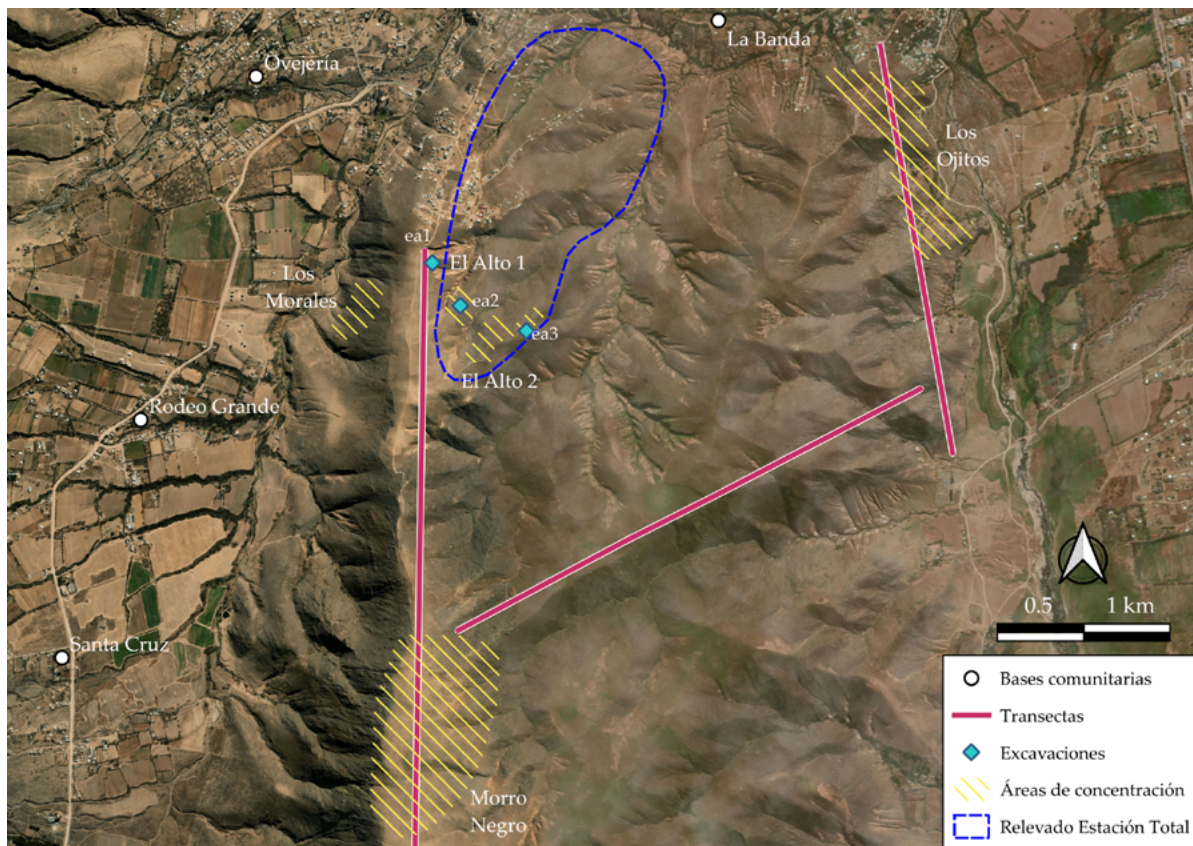 La Banda
Ovejería
Los
Ojitos
ea1
El Alto 1
Los
Morales
ea2
ea3
El Alto 2
Rodeo Grande
0.5
1 km
Santa Cruz
Bases comunitarias
Transectas
Excavaciones
Áreas de concentración
Morro
Negro
Relevado Estación Total